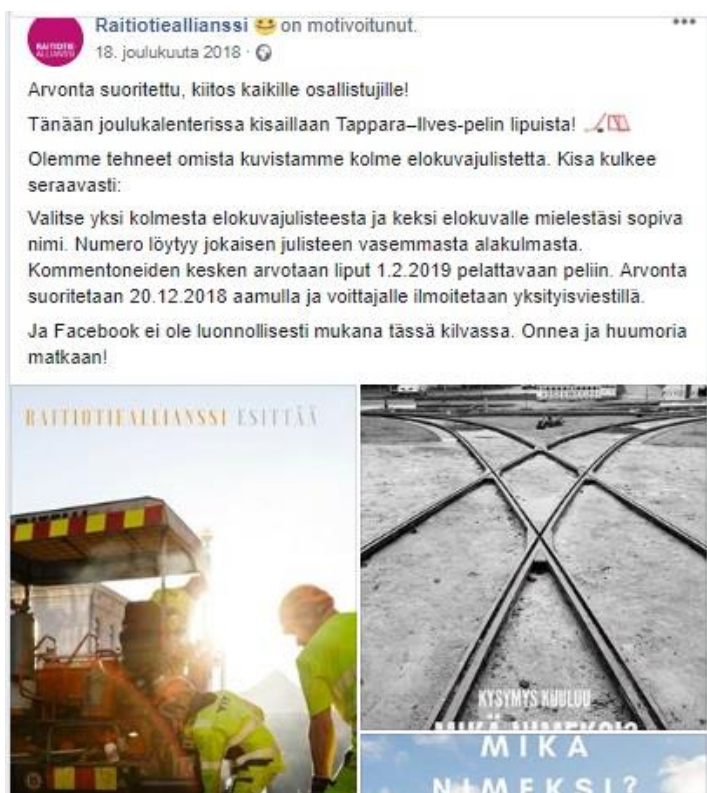 Raitiotieallianssi on motivoitunut.
RAITIOTIE
ALLIANSSI
18. joulukuuta 2018 ·
Arvonta suoritettu, kiitos kaikille osallistujille!
Tänään joulukalenterissa kisaillaan Tappara–Ilves-pelin lipuista!
Olemme tehneet omista kuvistamme kolme elokuvajulistetta. Kisa kulkee
seraavasti:
Valitse yksi kolmesta elokuvajulisteesta ja keksi elokuvalle mielestäsi sopiva
nimi. Numero löytyy jokaisen julisteen vasemmasta alakulmasta.
Kommentoneiden kesken arvotaan liput 1.2.2019 pelattavaan peliin. Arvonta
suoritetaan 20.12.2018 aamulla ja voittajalle ilmoitetaan yksityisviestillä.
Ja Facebook ei ole luonnollisesti mukana tässä kilvassa. Onnea ja huumoria
matkaan!
RAITIOTIEALLIANSSI ESITTÄÄ
KYSYMYS KUULUU
MIKÄ NIMEKSI?
MIKÄ
NIMEKSI?